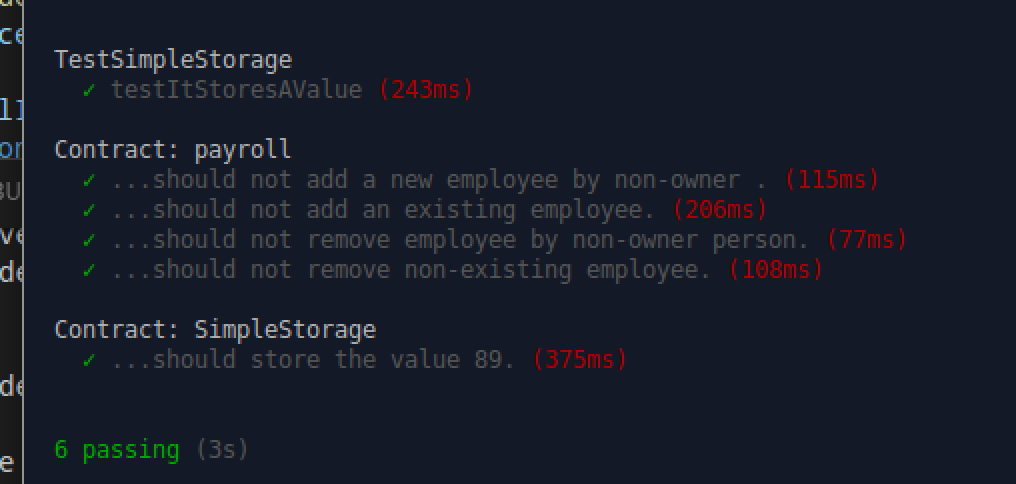 TestSimpleStorage
✓ testItStoresAValue (243ms)
Contract: payroll
✓ ...should not add a new employee by non-owner . (115ms)
✓ ...should not add an existing employee. (206ms)
✓ ...should not remove employee by non-owner person. (77ms)
✓ ...should not remove non-existing employee. (108ms)
Contract: SimpleStorage
✓ ...should store the value 89. (375ms)
6 passing (3s)